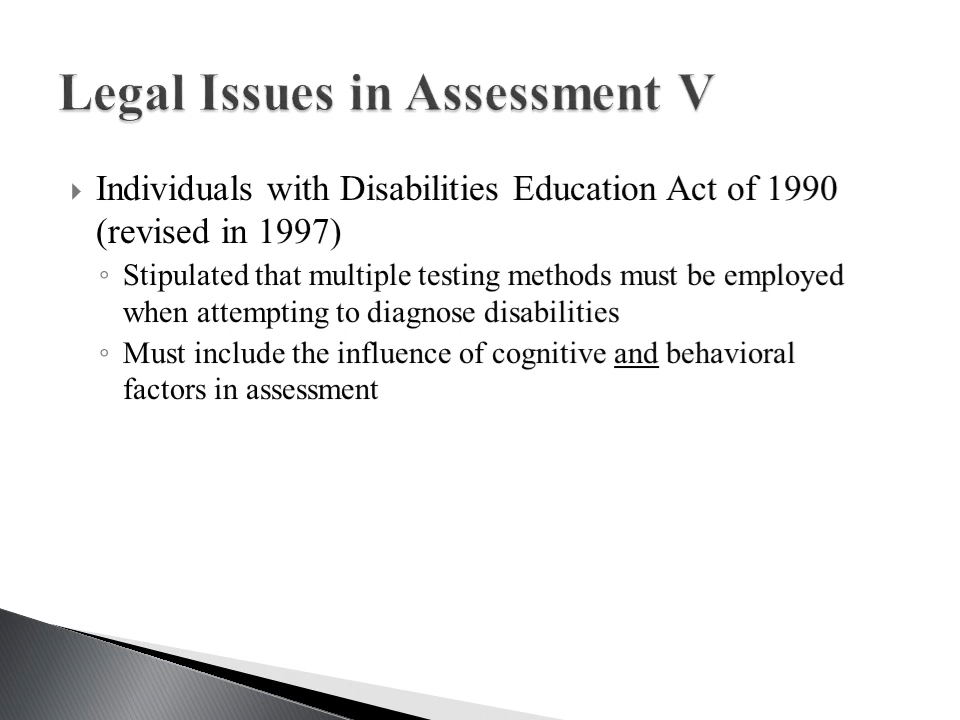 Legal Issues in Assessment V
Individuals with Disabilities Education Act of 1990
(revised in 1997)
Stipulated that multiple testing methods must be employed
when attempting to diagnose disabilities
Must include the influence of cognitive and behavioral
factors in assessment